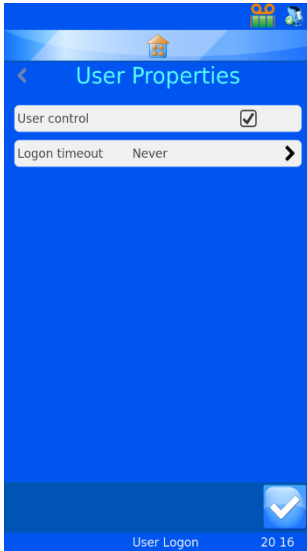 User Properties
User control
Logon timeout Never
User Logon 20 16